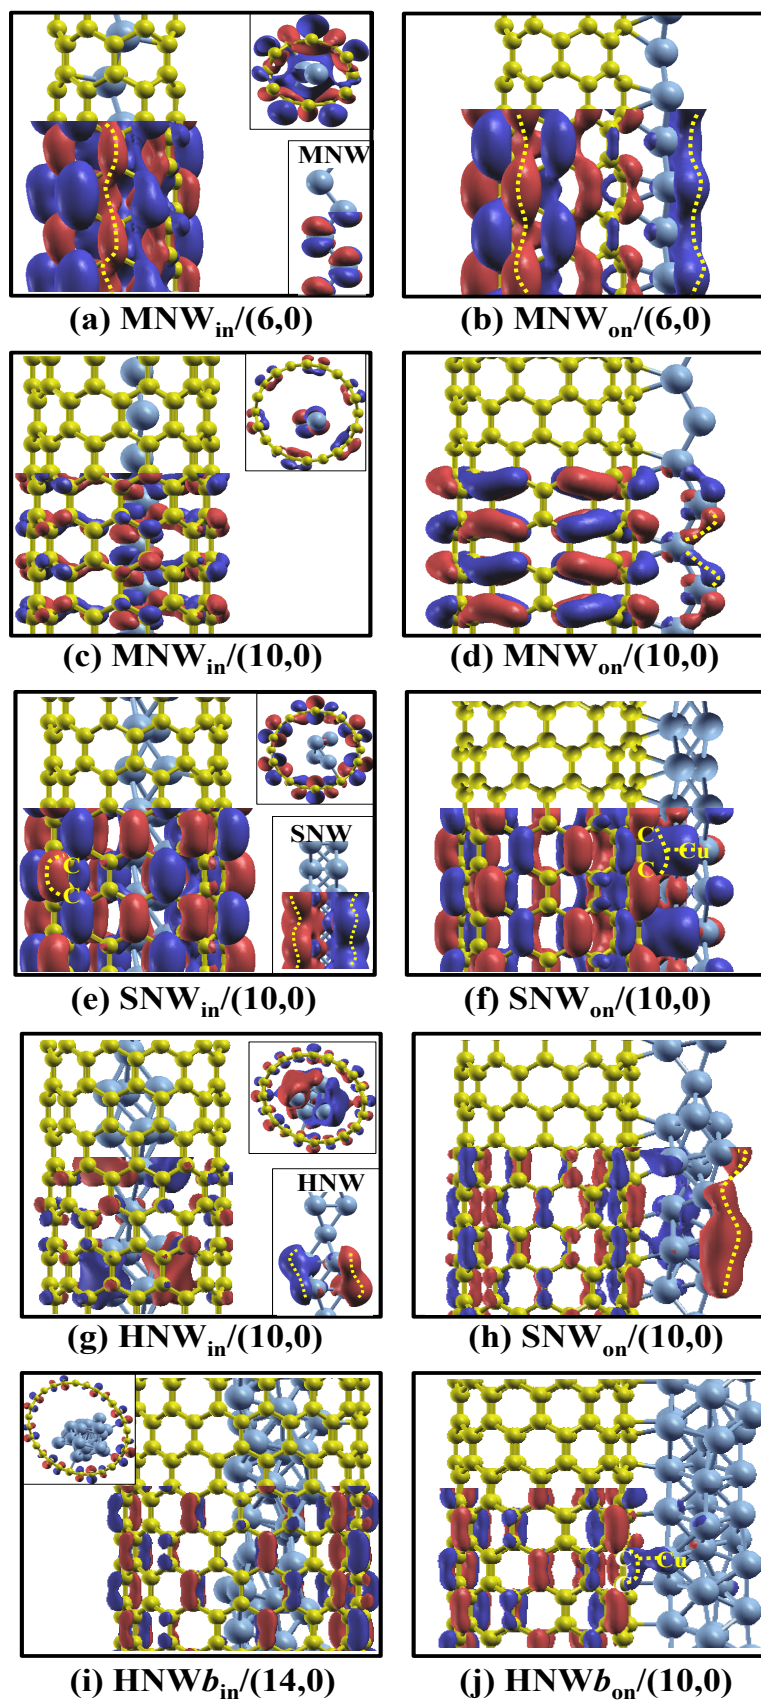 MNW
(a) MNWin/(6,0)
(b) MNWon/(6,0)
(c) MNWin/(10,0)
(d) MNWon/(10,0)
C
C
SNW
C
C
Cu
(e) SNWin/(10,0)
(f) SNWon/(10,0)
HNW
(g) HNWin/(10,0)
(h) SNWon/(10,0)
C
C
Cu
(i) HNWbin/(14,0)
(j) HNWbon/(10,0)